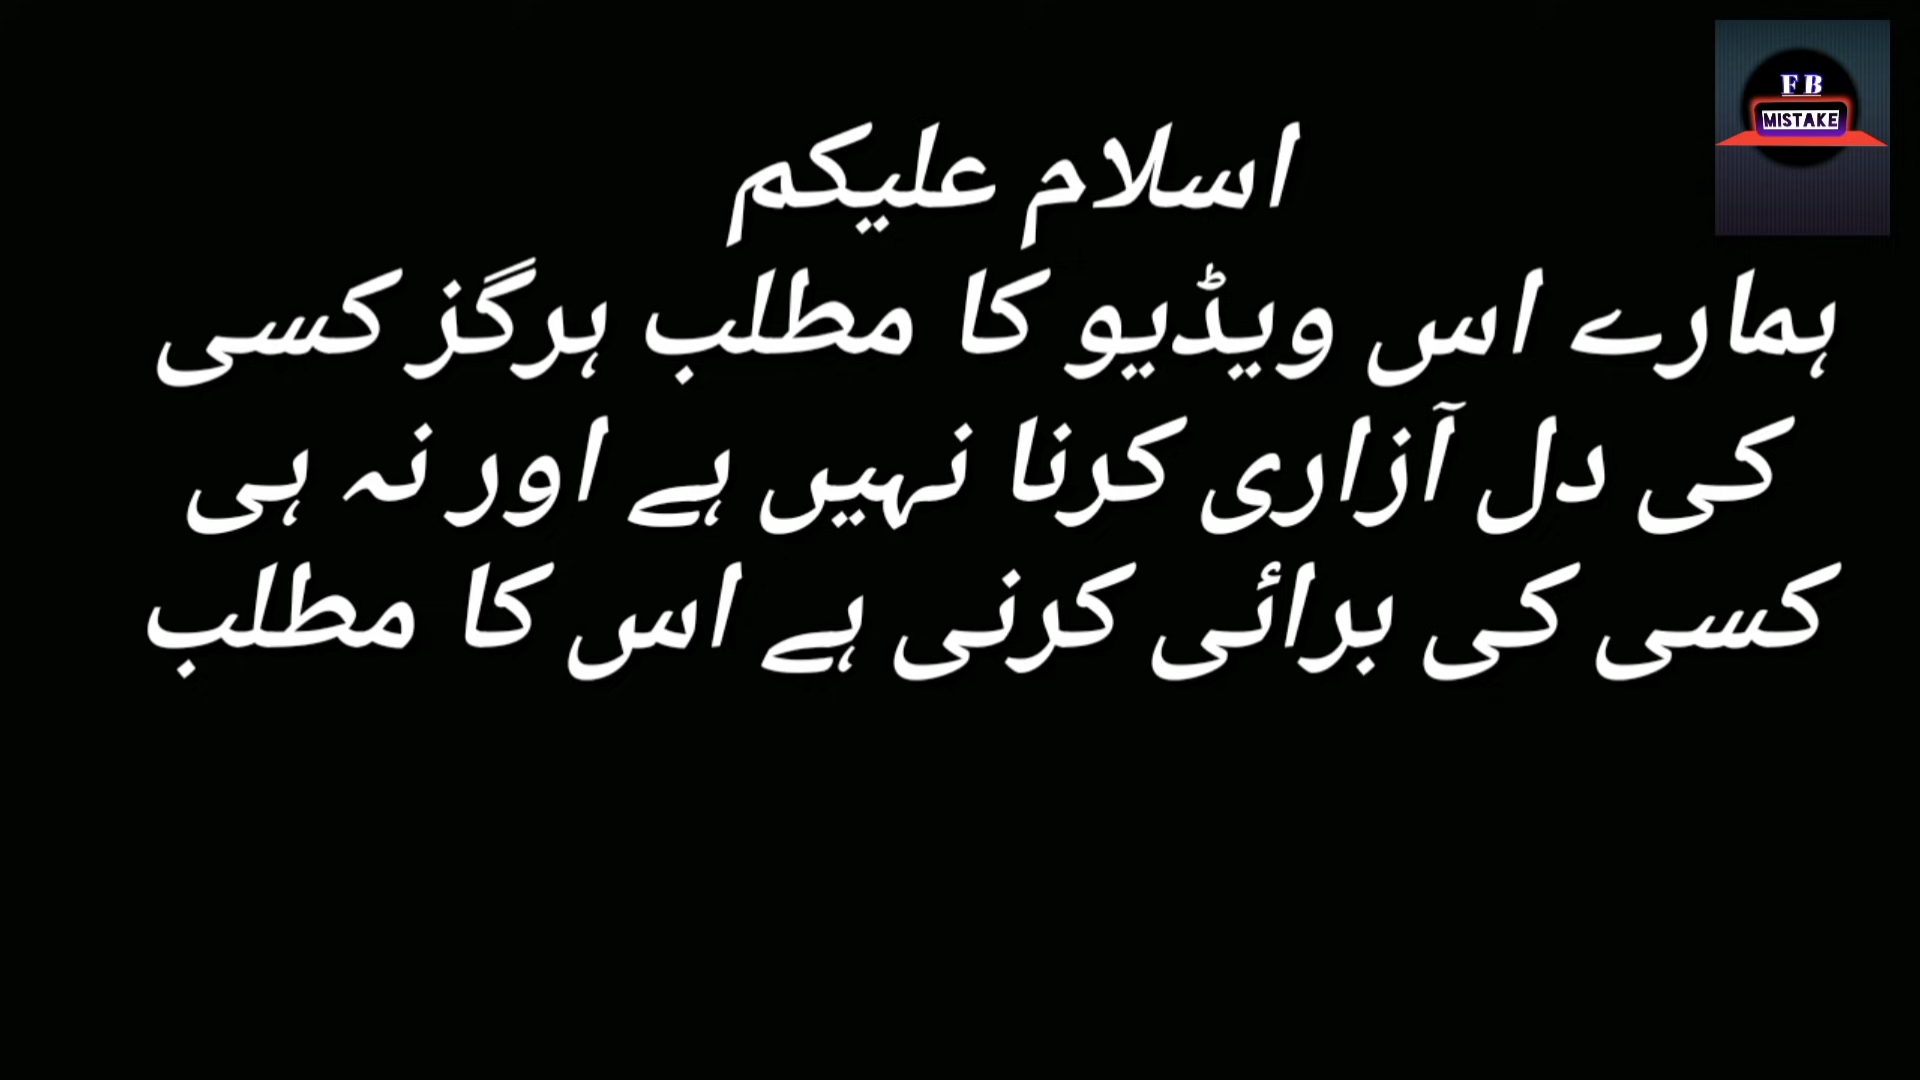 F B
MISTAKE
اسلام علیکم
ہمارے اس ویڈیو کا مطلب ہرگز کسی
کی دل آزاری کرنا نہیں ہے اور نہ ہی
کسی کی برائی کرنی ہے اس کا مطلب